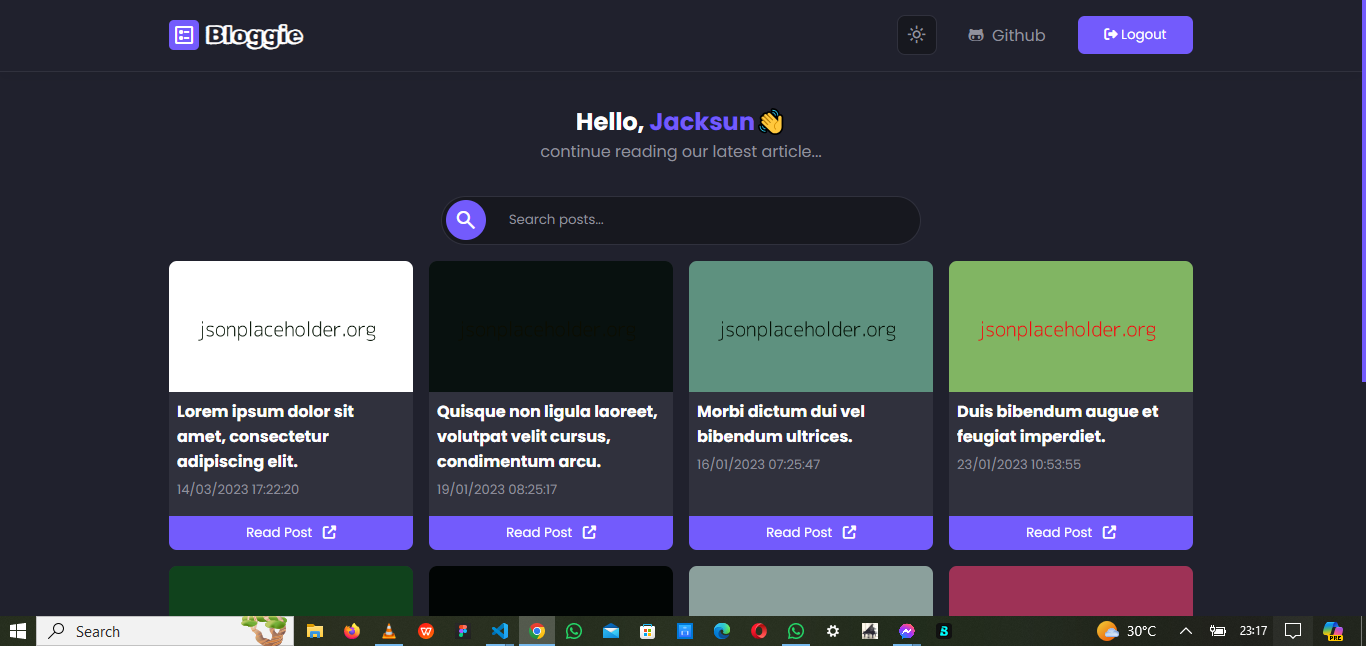 Bloggie
Github
Logout
Hello, Jacksun
continue reading our latest article...
Search posts...
jsonplaceholder.org
jsonplaceholder.org
jsonplaceholder.org
Lorem ipsum dolor sit
amet, consectetur
adipiscing elit.
14/03/2023 17:22:20
Read Post
Quisque non ligula laoreet,
volutpat velit cursus,
condimentum arcu.
19/01/2023 08:25:17
Read Post
Morbi dictum dui vel
bibendum ultrices.
16/01/2023 07:25:47
Read Post
Duis bibendum augue et
feugiat imperdiet.
23/01/2023 10:53:55
Read Post
Search
30°C
23:17
PRE